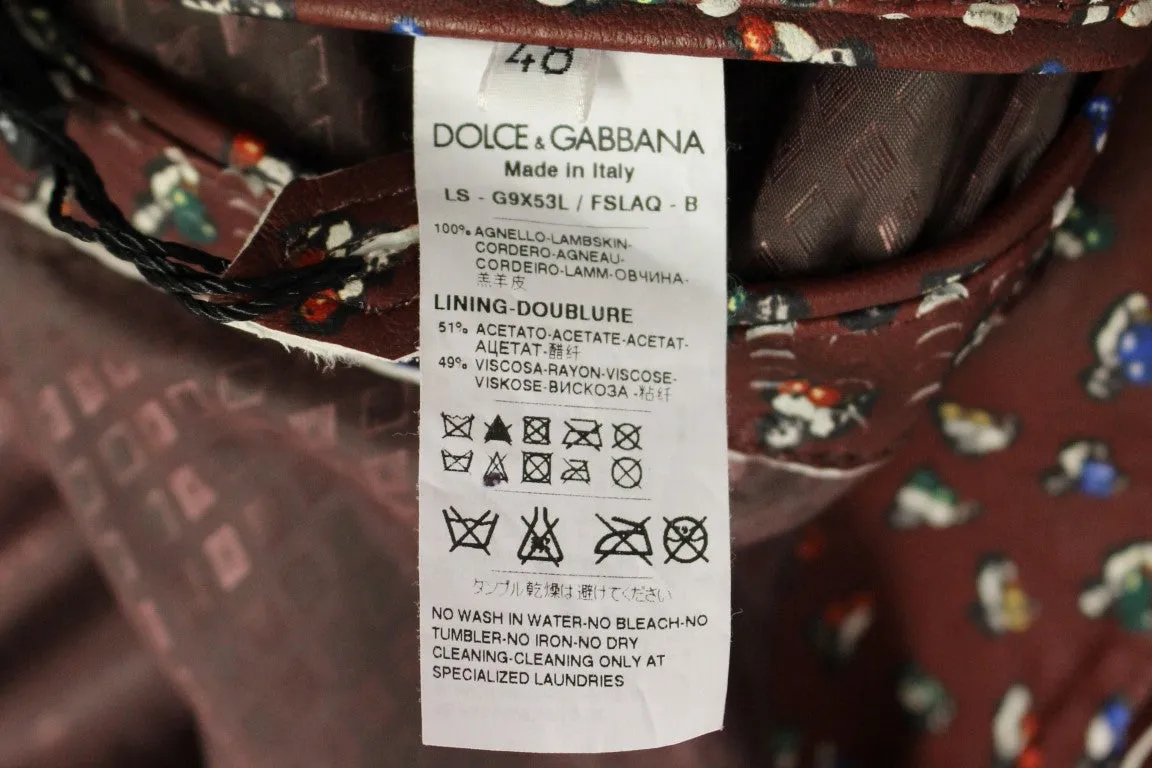 48
DOLCE & GABBANA
Made in Italy
LS - G9X53L / FSLAQ - B
100% AGNELLO-LAMBSKIN-
CORDERO-AGNEAU-
CORDEIRO-LAMM-ОВЧИНА-
羔羊皮
LINING-DOUBLURE
51% ACETATO-ACETATE-ACETAT-
АЦЕТАТ-醋纤
49% VISCOSA-RAYON-VISCOSE-
VISKOSE-ВИСКОЗА -粘纤
タンブル乾燥は避けてください
NO WASH IN WATER-NO BLEACH-NO
TUMBLER-NO IRON-NO DRY
CLEANING-CLEANING ONLY AT
SPECIALIZED LAUNDRIES